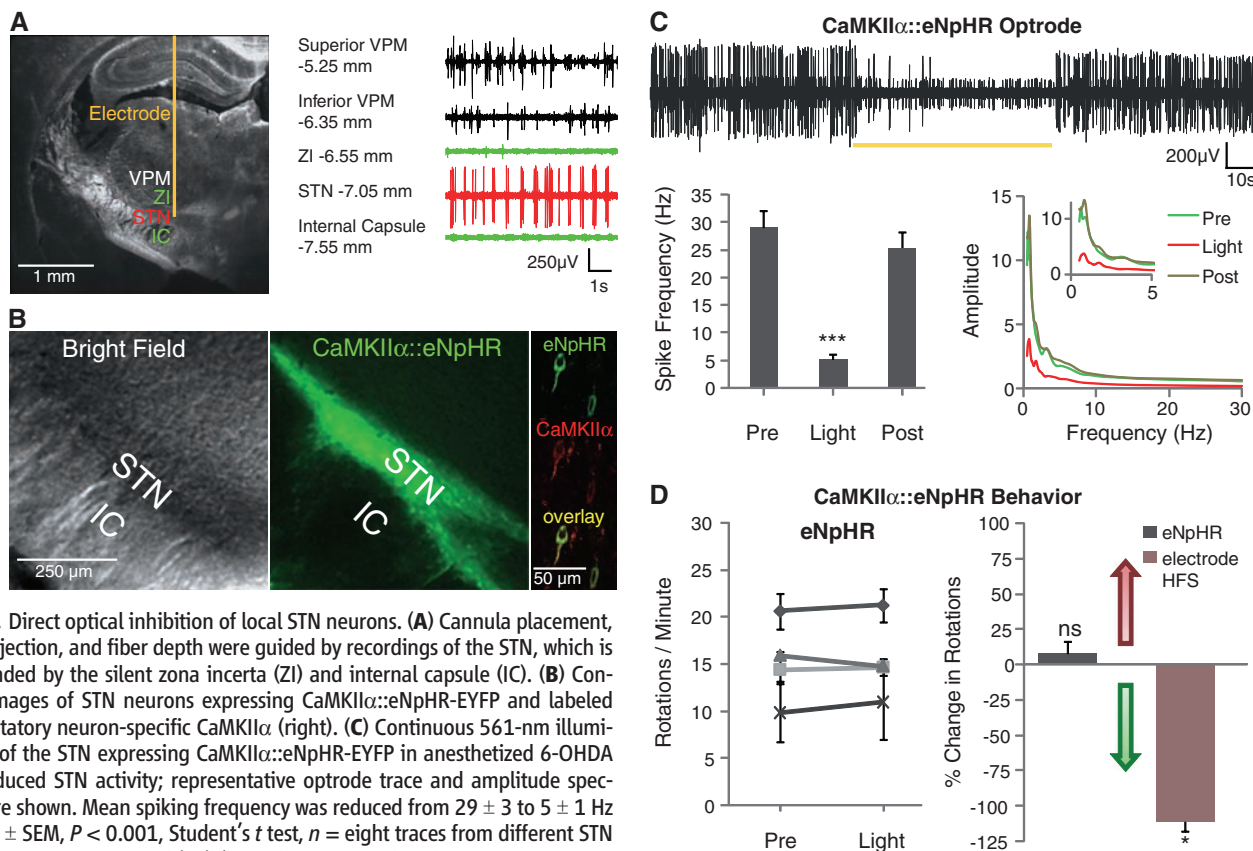 A
Electrode
VPM
ZI
STN
IC
1 mm
Superior VPM
-5.25 mm
Inferior VPM
-6.35 mm
ZI -6.55 mm
STN -7.05 mm
Internal Capsule
-7.55 mm
250µV
1s
B
Bright Field
STN
IC
250 µm
CaMKIIα::eNpHR
STN
IC
eNpHR
CaMKIIα
overlay
50 µm
. Direct optical inhibition of local STN neurons. (A) Cannula placement,
jection, and fiber depth were guided by recordings of the STN, which is
nded by the silent zona incerta (ZI) and internal capsule (IC). (B) Con-
mages of STN neurons expressing CaMKIIα::eNpHR-EYFP and labeled
tatory neuron-specific CaMKIIα (right). (C) Continuous 561-nm illumi-
of the STN expressing CaMKIIα::eNpHR-EYFP in anesthetized 6-OHDA
duced STN activity; representative optrode trace and amplitude spec-
re shown. Mean spiking frequency was reduced from 29 ± 3 to 5 ± 1 Hz
± SEM, P < 0.001, Student's t test, n = eight traces from different STN
C
CaMKIIα::eNpHR Optrode
200µV
10s
Spike Frequency (Hz)
35
30
25
20
15
10
5
0
***
Pre Light Post
Amplitude
15
10
5
0
0 10 20 30
Frequency (Hz)
10
0
0 5
Pre
Light
Post
D
CaMKIIα::eNpHR Behavior
eNpHR
Rotations / Minute
30
25
20
15
10
5
0
Pre Light
% Change in Rotations
100
75
50
25
0
-25
-50
-75
-100
-125
ns
*
eNpHR
electrode
HFS